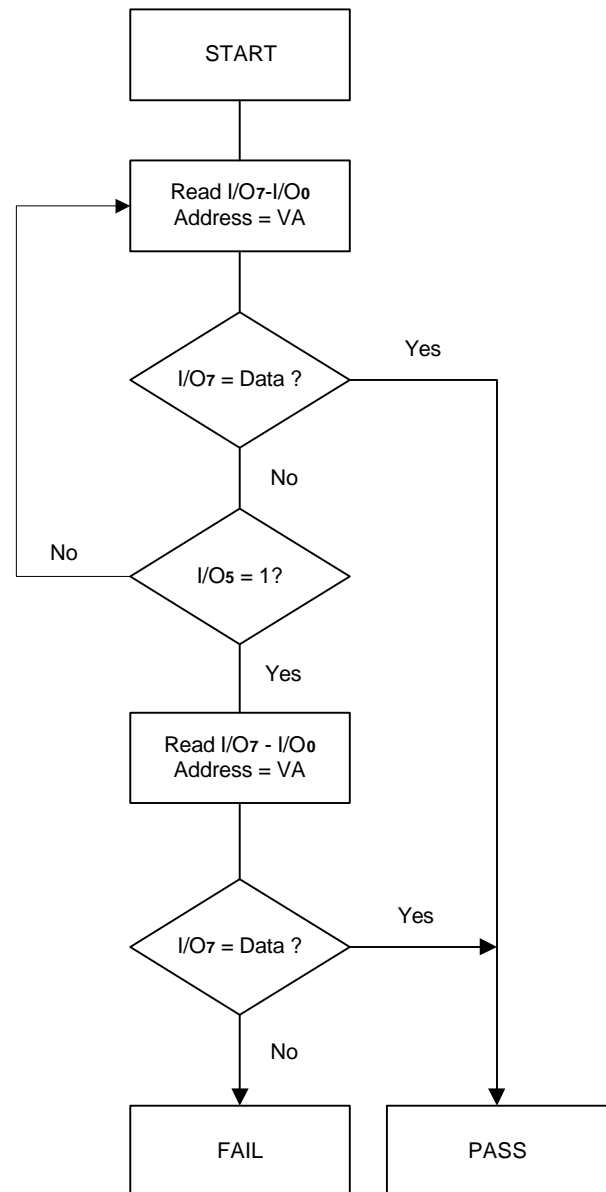 START
Read I/O7-I/O0
Address = VA
Yes
I/O7 = Data ?
No
No
I/O5 = 1?
Yes
Read I/O7 - I/O0
Address = VA
Yes
I/O7 = Data ?
No
FAIL
PASS